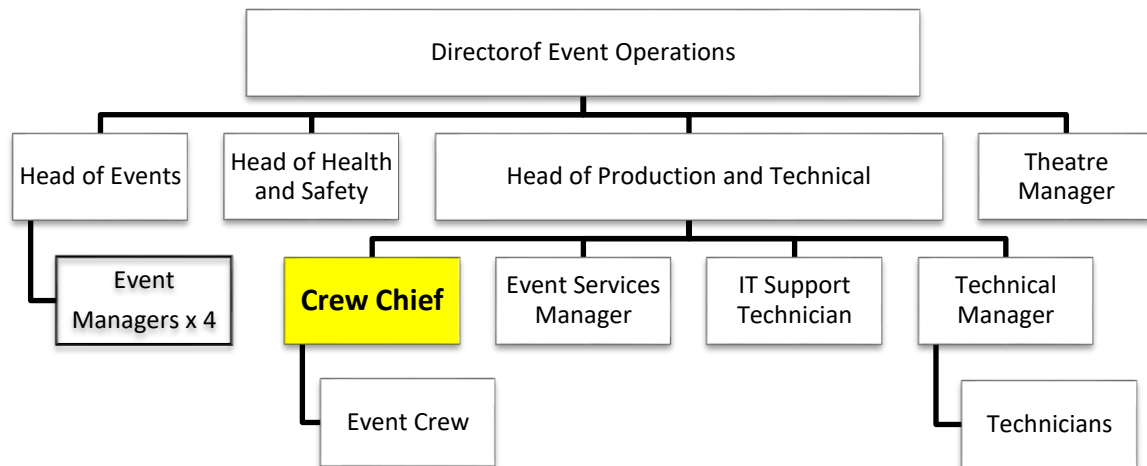 Directorof Event Operations
Head of Events
Head of Health
and Safety
Head of Production and Technical
Theatre
Manager
Event
Managers x 4
Crew Chief
Event Services
Manager
IT Support
Technician
Technical
Manager
Event Crew
Technicians